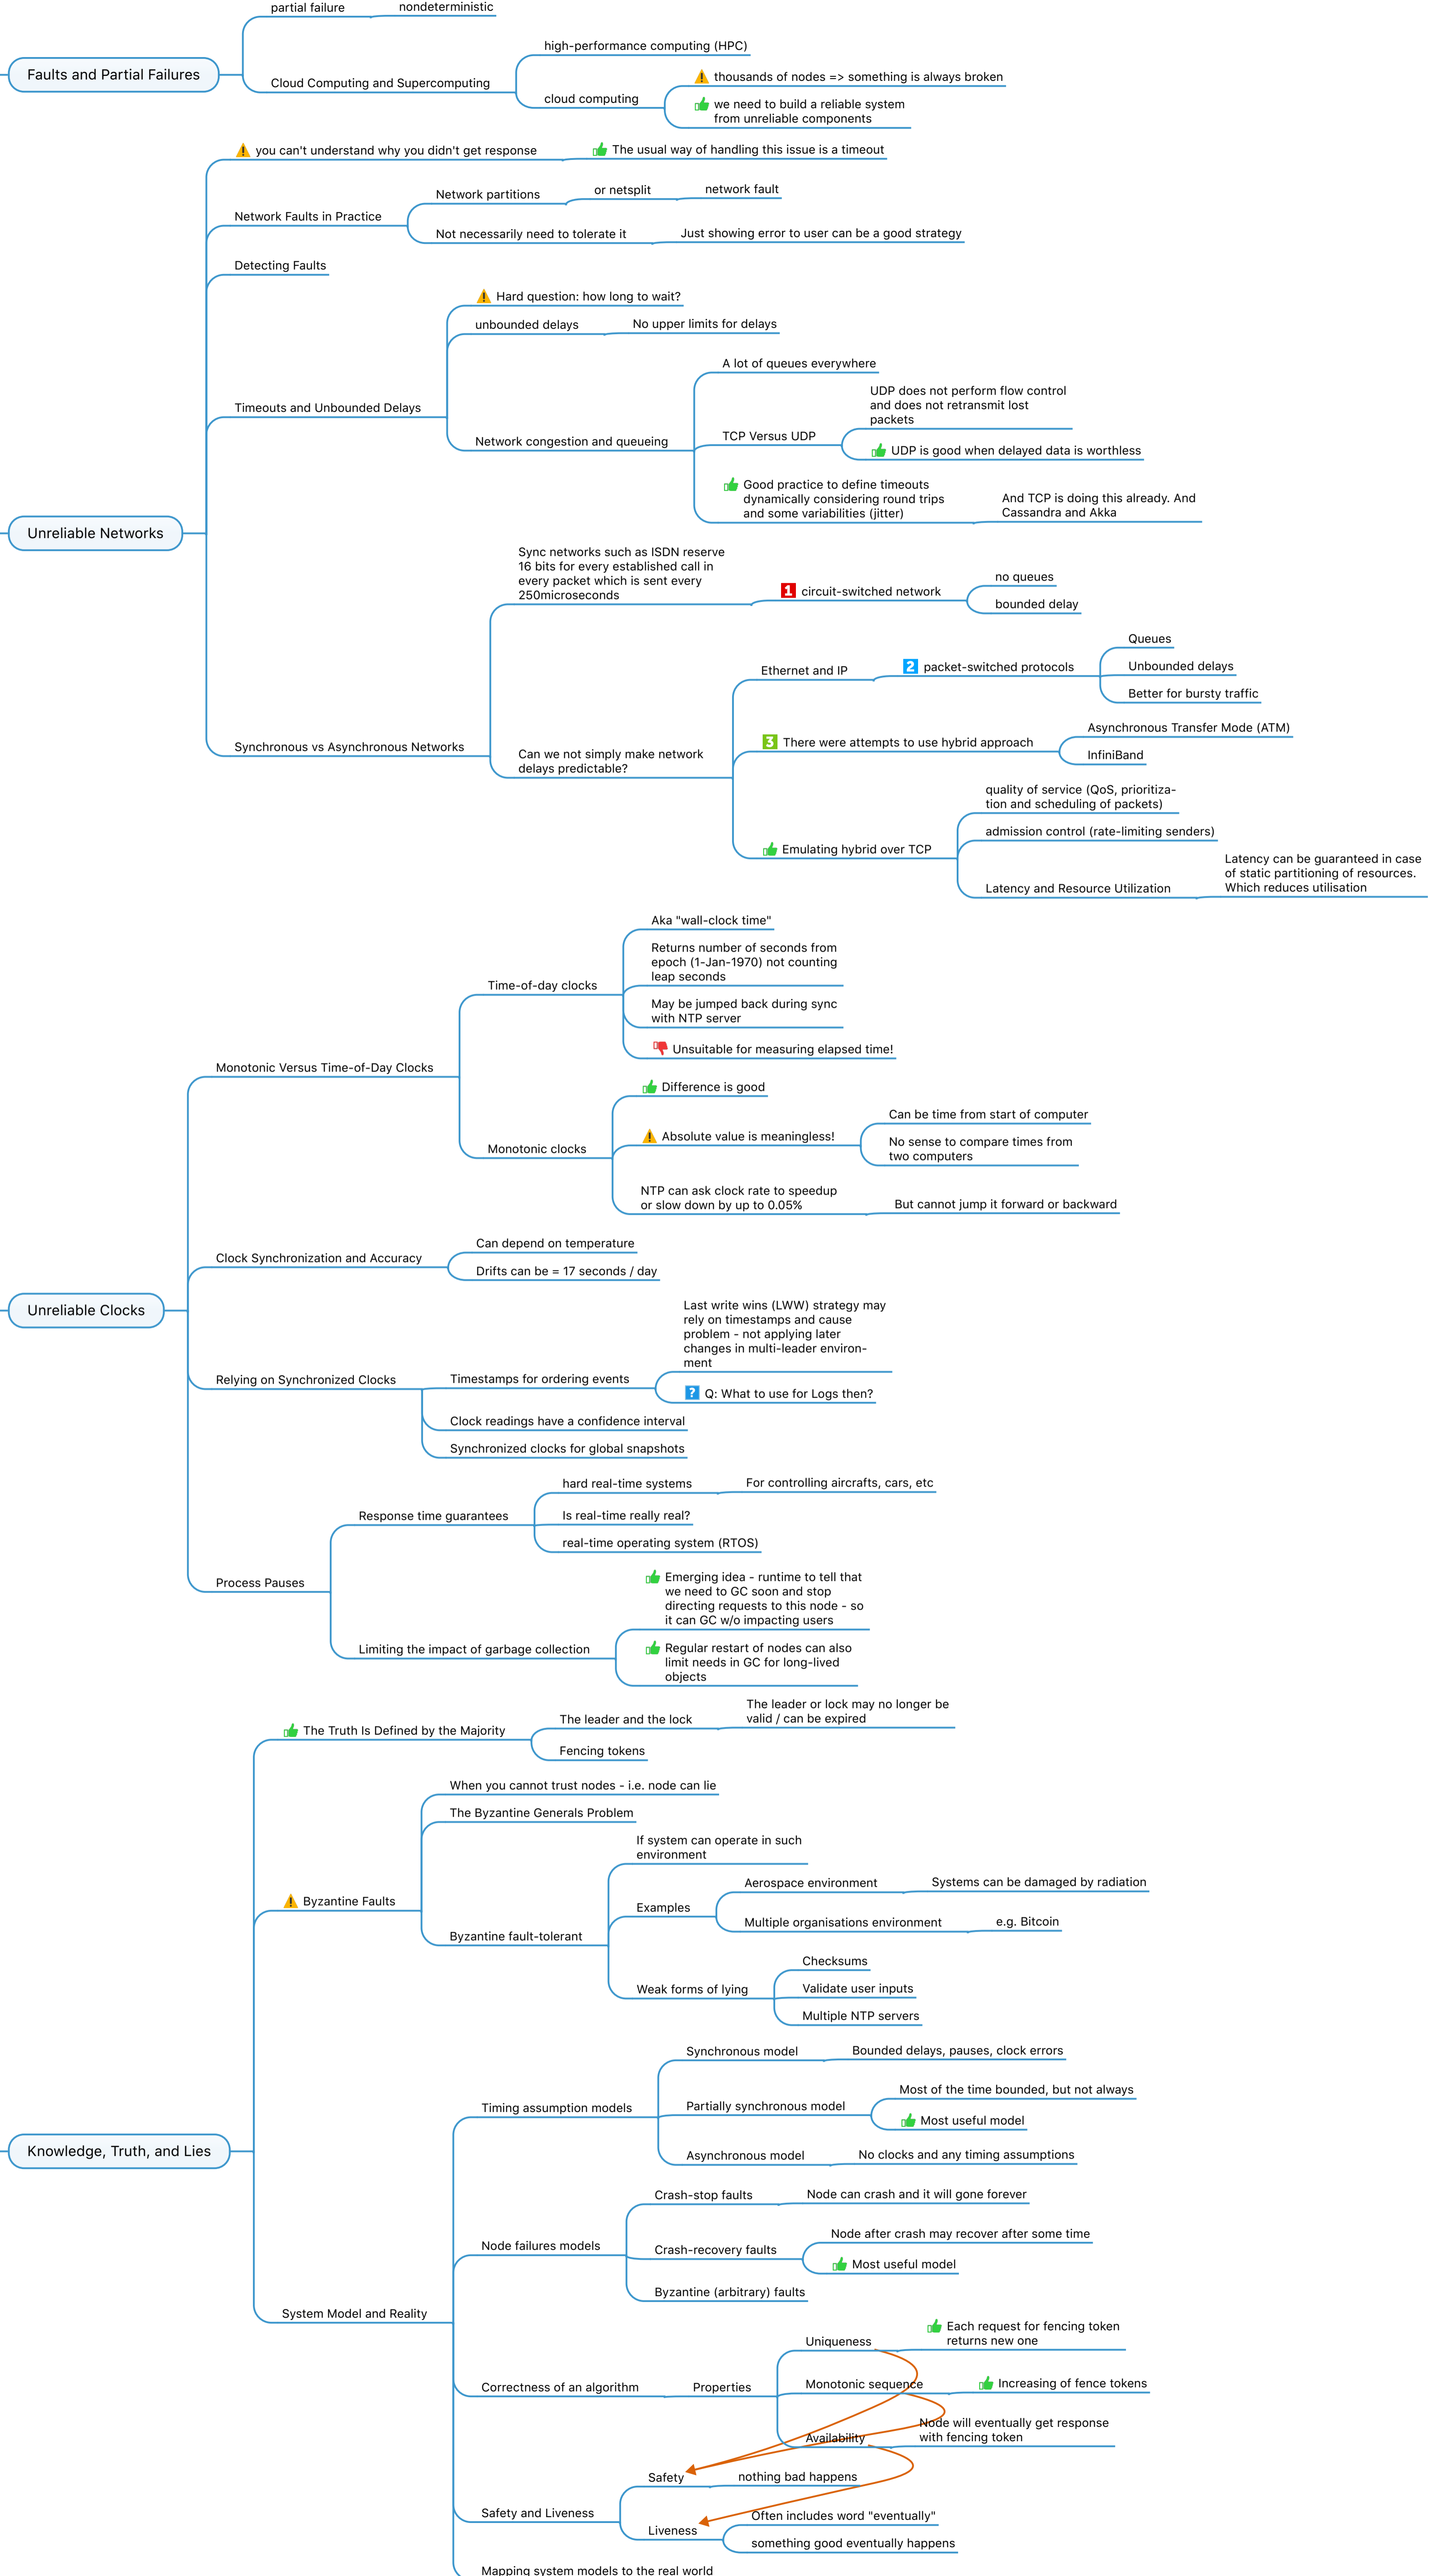 partial failure
nondeterministic
Faults and Partial Failures
Cloud Computing and Supercomputing
high-performance computing (HPC)
cloud computing
thousands of nodes => something is always broken
we need to build a reliable system
from unreliable components
Unreliable Networks
you can't understand why you didn't get response
The usual way of handling this issue is a timeout
Network Faults in Practice
Network partitions
or netsplit
network fault
Not necessarily need to tolerate it
Just showing error to user can be a good strategy
Detecting Faults
Timeouts and Unbounded Delays
Hard question: how long to wait?
unbounded delays
No upper limits for delays
Network congestion and queueing
A lot of queues everywhere
TCP Versus UDP
UDP does not perform flow control
and does not retransmit lost
packets
UDP is good when delayed data is worthless
Good practice to define timeouts
dynamically considering round trips
and some variabilities (jitter)
And TCP is doing this already. And
Cassandra and Akka
Synchronous vs Asynchronous Networks
Sync networks such as ISDN reserve
16 bits for every established call in
every packet which is sent every
250microseconds
1 circuit-switched network
no queues
bounded delay
Can we not simply make network
delays predictable?
Ethernet and IP
2 packet-switched protocols
Queues
Unbounded delays
Better for bursty traffic
3 There were attempts to use hybrid approach
Asynchronous Transfer Mode (ATM)
InfiniBand
Emulating hybrid over TCP
quality of service (QoS, prioritiza-
tion and scheduling of packets)
admission control (rate-limiting senders)
Latency and Resource Utilization
Latency can be guaranteed in case
of static partitioning of resources.
Which reduces utilisation
Unreliable Clocks
Monotonic Versus Time-of-Day Clocks
Time-of-day clocks
Aka "wall-clock time"
Returns number of seconds from
epoch (1-Jan-1970) not counting
leap seconds
May be jumped back during sync
with NTP server
Unsuitable for measuring elapsed time!
Monotonic clocks
Difference is good
Absolute value is meaningless!
Can be time from start of computer
No sense to compare times from
two computers
NTP can ask clock rate to speedup
or slow down by up to 0.05%
But cannot jump it forward or backward
Clock Synchronization and Accuracy
Can depend on temperature
Drifts can be = 17 seconds / day
Relying on Synchronized Clocks
Timestamps for ordering events
Last write wins (LWW) strategy may
rely on timestamps and cause
problem - not applying later
changes in multi-leader environ-
ment
? Q: What to use for Logs then?
Clock readings have a confidence interval
Synchronized clocks for global snapshots
Process Pauses
Response time guarantees
hard real-time systems
For controlling aircrafts, cars, etc
Is real-time really real?
real-time operating system (RTOS)
Limiting the impact of garbage collection
Emerging idea - runtime to tell that
we need to GC soon and stop
directing requests to this node - so
it can GC w/o impacting users
Regular restart of nodes can also
limit needs in GC for long-lived
objects
Knowledge, Truth, and Lies
The Truth Is Defined by the Majority
The leader and the lock
The leader or lock may no longer be
valid / can be expired
Fencing tokens
Byzantine Faults
When you cannot trust nodes - i.e. node can lie
The Byzantine Generals Problem
Byzantine fault-tolerant
If system can operate in such
environment
Examples
Aerospace environment
Systems can be damaged by radiation
Multiple organisations environment
e.g. Bitcoin
Weak forms of lying
Checksums
Validate user inputs
Multiple NTP servers
System Model and Reality
Timing assumption models
Synchronous model
Bounded delays, pauses, clock errors
Partially synchronous model
Most of the time bounded, but not always
Most useful model
Asynchronous model
No clocks and any timing assumptions
Node failures models
Crash-stop faults
Node can crash and it will gone forever
Crash-recovery faults
Node after crash may recover after some time
Most useful model
Byzantine (arbitrary) faults
Correctness of an algorithm
Properties
Uniqueness
Each request for fencing token
returns new one
Monotonic sequence
Increasing of fence tokens
Availability
Node will eventually get response
with fencing token
Safety and Liveness
Safety
nothing bad happens
Liveness
Often includes word "eventually"
something good eventually happens
Mapping system models to the real world